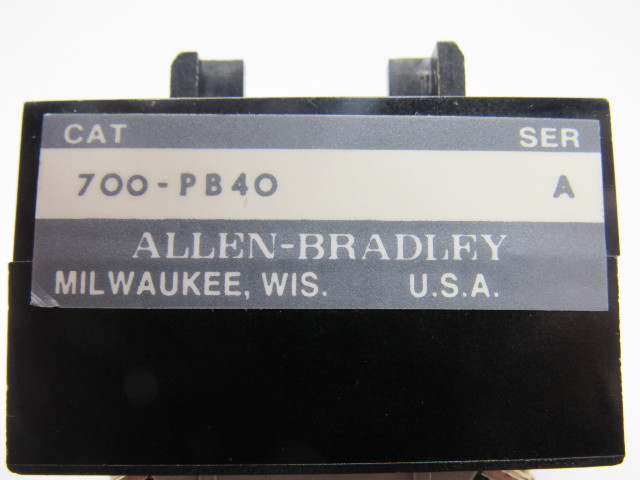 CAT SER
700-PB40 A
ALLEN-BRADLEY
MILWAUKEE, WIS. U.S.A.